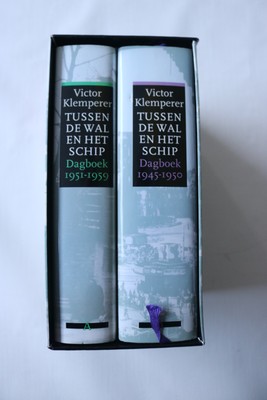 Victor
Klemperer
TUSSEN
DE WAL
EN HET
SCHIP
Dagboek
1951-1959
Victor
Klemperer
TUSSEN
DE WAL
EN HET
SCHIP
Dagboek
1945-1950